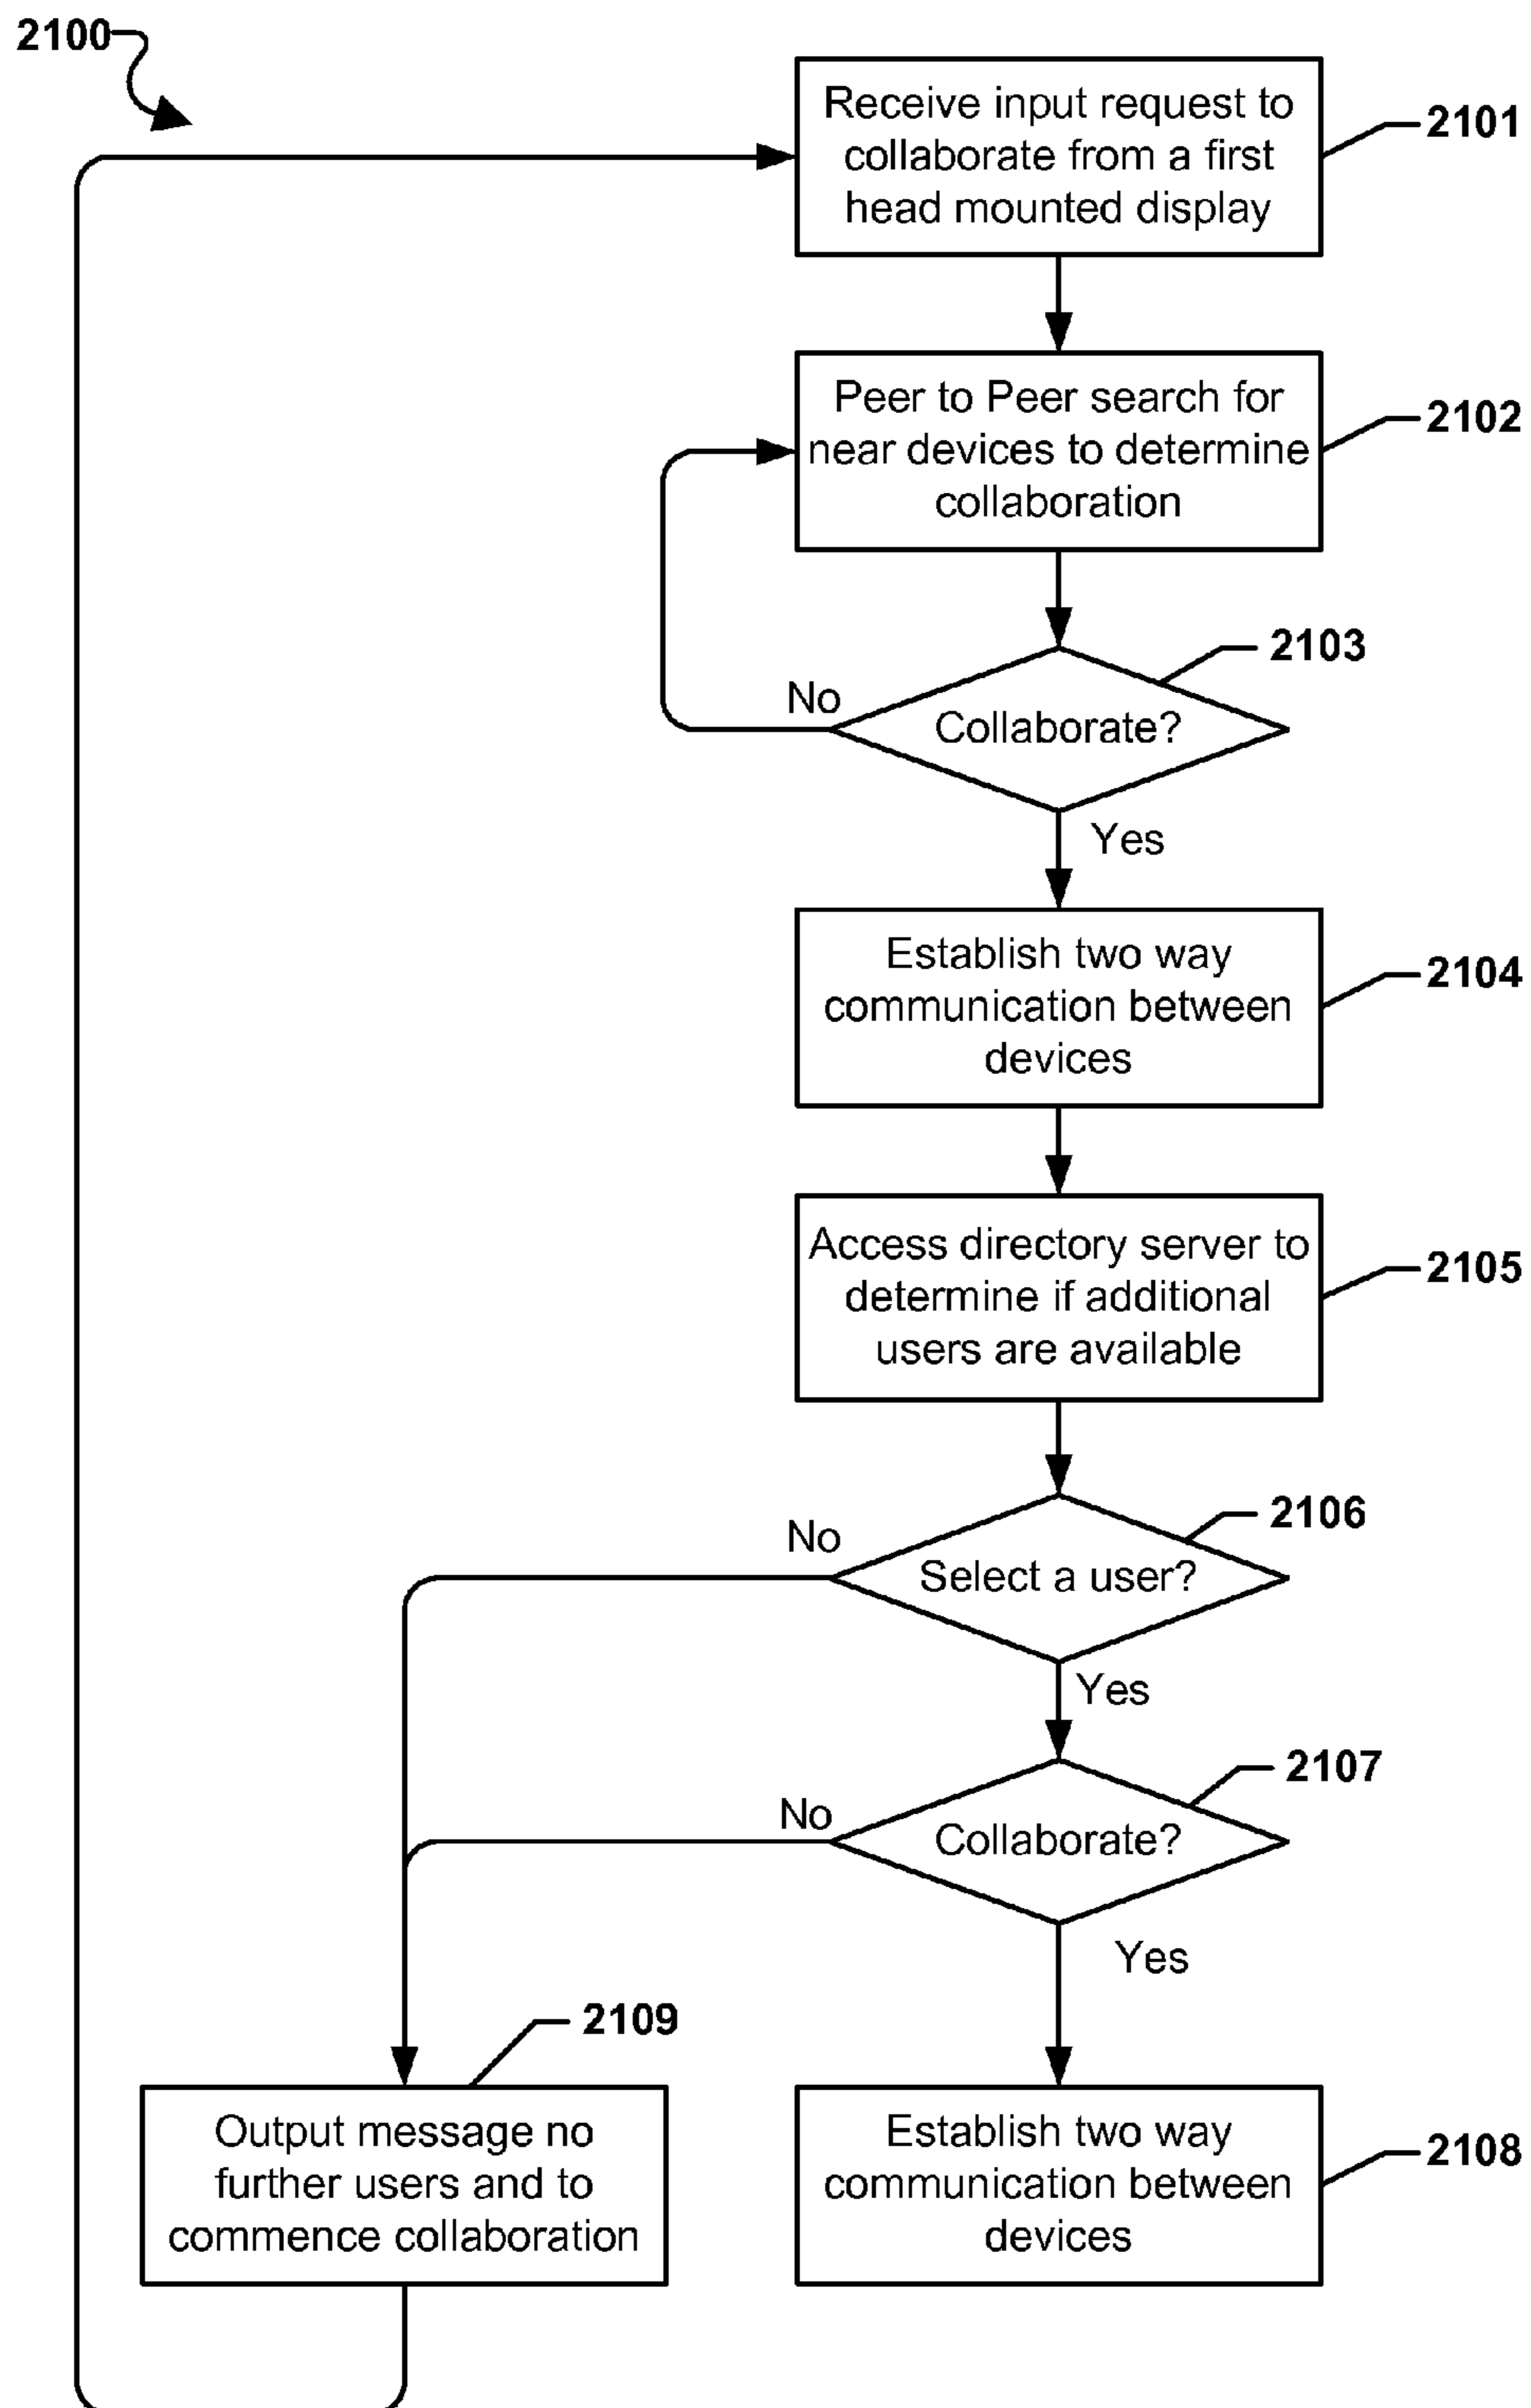 2100
Receive input request to
collaborate from a first
head mounted display
2101
Peer to Peer search for
near devices to determine
collaboration
2102
2103
No
Collaborate?
Yes
Establish two way
communication between
devices
2104
Access directory server to
determine if additional
users are available
2105
2106
No
Select a user?
Yes
2107
No
Collaborate?
Yes
2109
Output message no
further users and to
commence collaboration
Establish two way
communication between
devices
2108